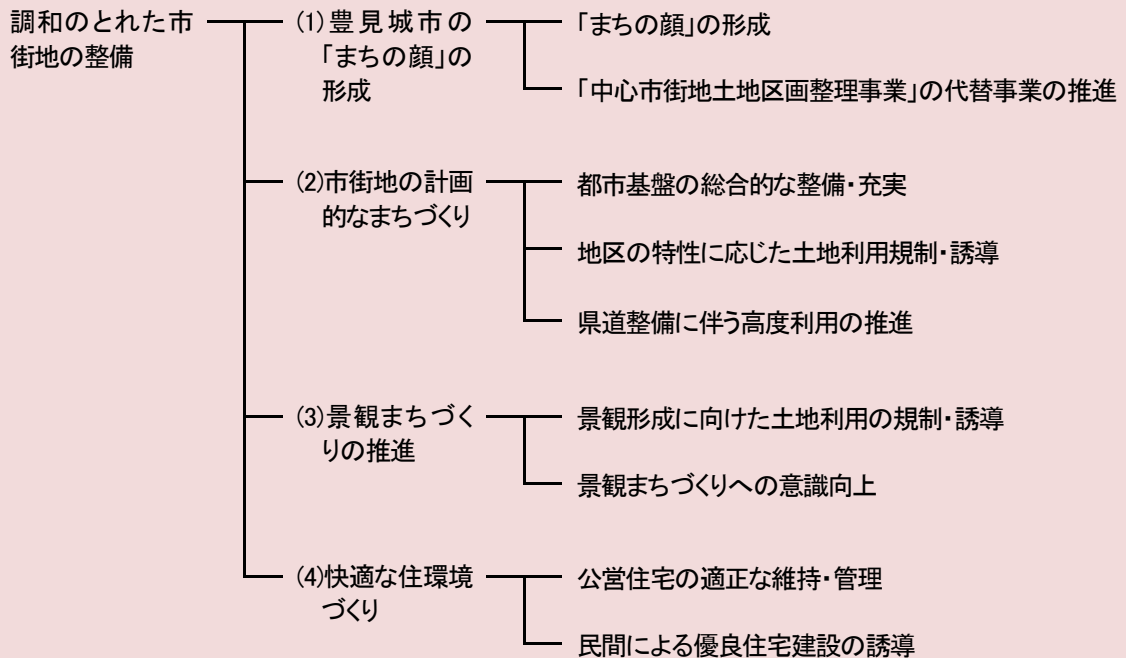 調和のとれた市
街地の整備
(1)豊見城市の
「まちの顔」の
形成
「まちの顔」の形成
「中心市街地土地区画整理事業」の代替事業の推進
(2)市街地の計画
的なまちづくり
都市基盤の総合的な整備・充実
地区の特性に応じた土地利用規制・誘導
県道整備に伴う高度利用の推進
(3)景観まちづく
りの推進
景観形成に向けた土地利用の規制・誘導
景観まちづくりへの意識向上
(4)快適な住環境
づくり
公営住宅の適正な維持・管理
民間による優良住宅建設の誘導